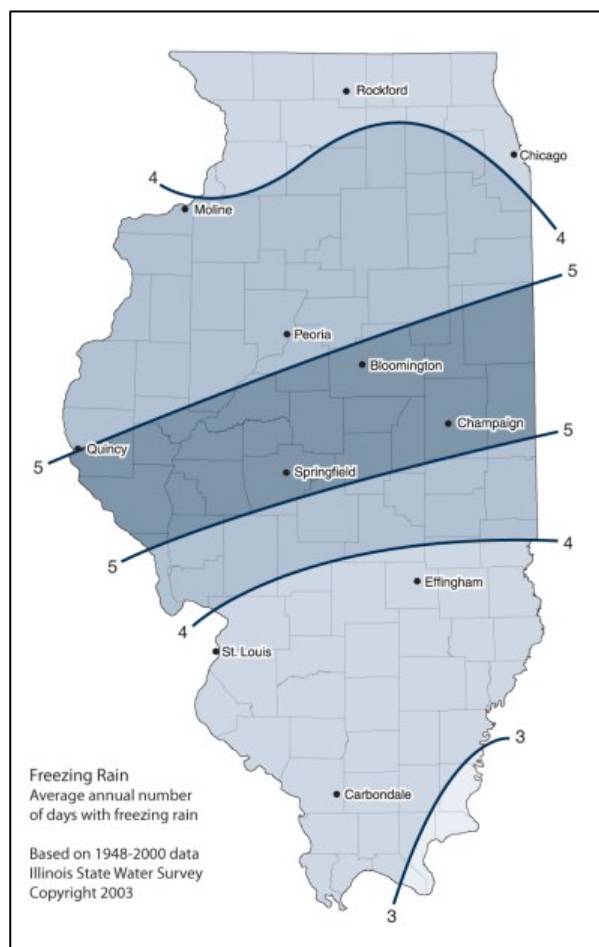 Rockford
Chicago
4
Moline
4
5
Peoria
Bloomington
Champaign
5
Quincy
5
Springfield
4
5
Effingham
4
St. Louis
3
Freezing Rain
Average annual number
of days with freezing rain
Carbondale
Based on 1948-2000 data
Illinois State Water Survey
Copyright 2003
3